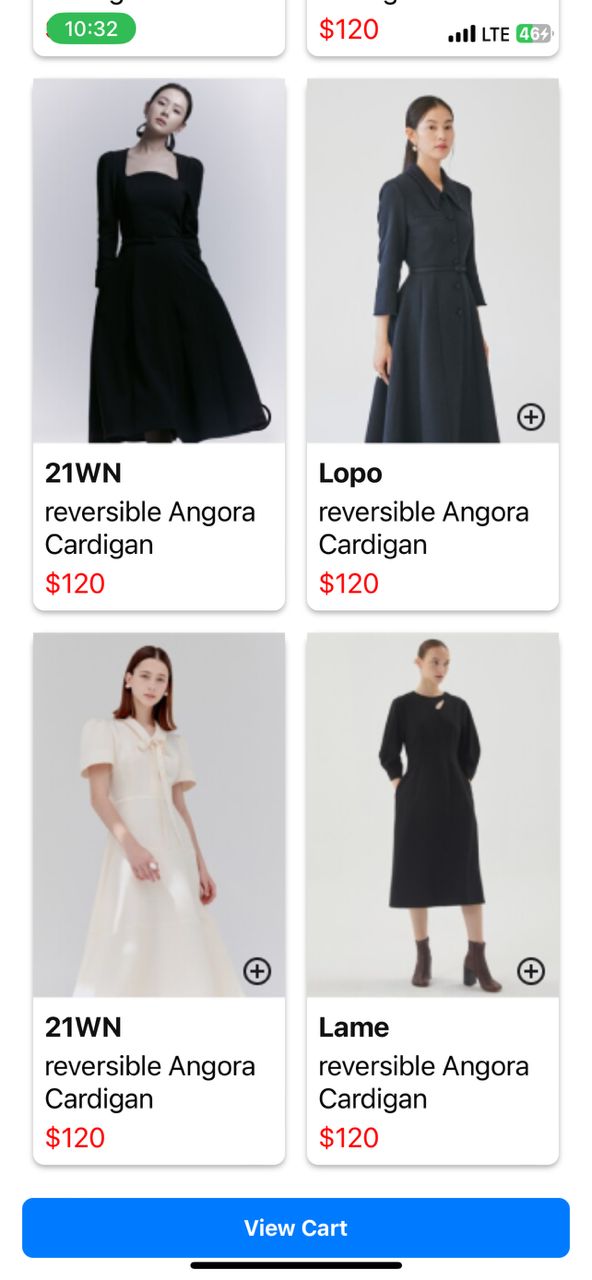 10:32
$120
LTE
46
21WN
reversible Angora
Cardigan
$120
Lopo
reversible Angora
Cardigan
$120
21WN
reversible Angora
Cardigan
$120
Lame
reversible Angora
Cardigan
$120
View Cart